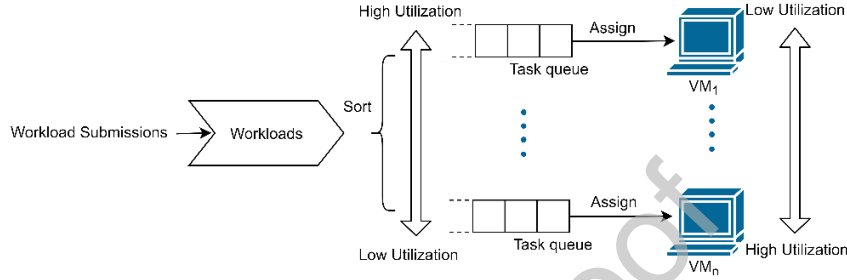 High Utilization
Assign
Low Utilization
Task queue
VM1
Sort
Workload Submissions
Workloads
Assign
Low Utilization
Task queue
High Utilization
VMn
oof